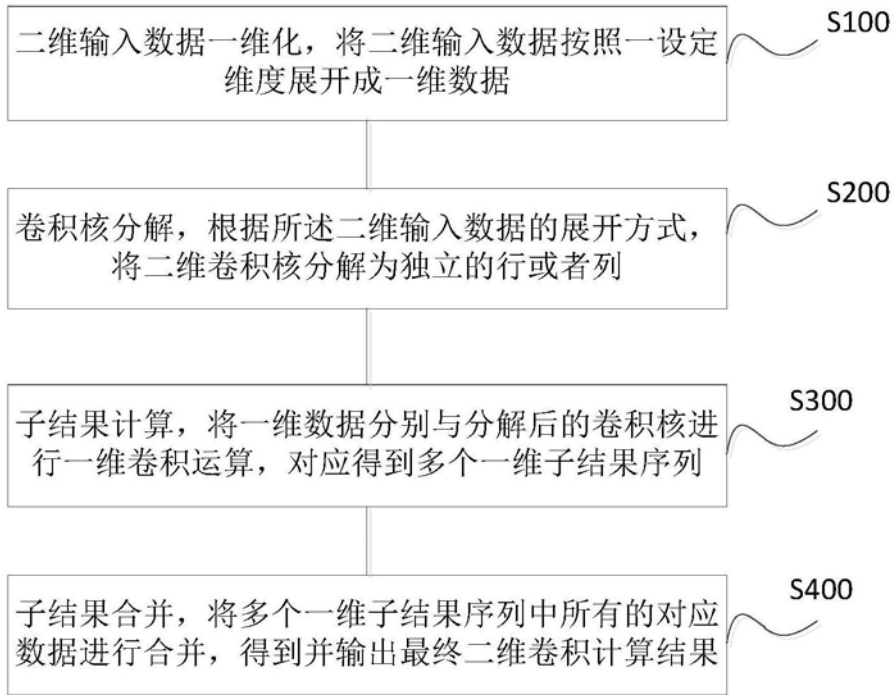 二维输入数据一维化，将二维输入数据按照一设定
维度展开成一维数据
S100
卷积核分解，根据所述二维输入数据的展开方式，
将二维卷积核分解为独立的行或者列
S200
子结果计算，将一维数据分别与分解后的卷积核进
行一维卷积运算，对应得到多个一维子结果序列
S300
子结果合并，将多个一维子结果序列中所有的对应
数据进行合并，得到并输出最终二维卷积计算结果
S400